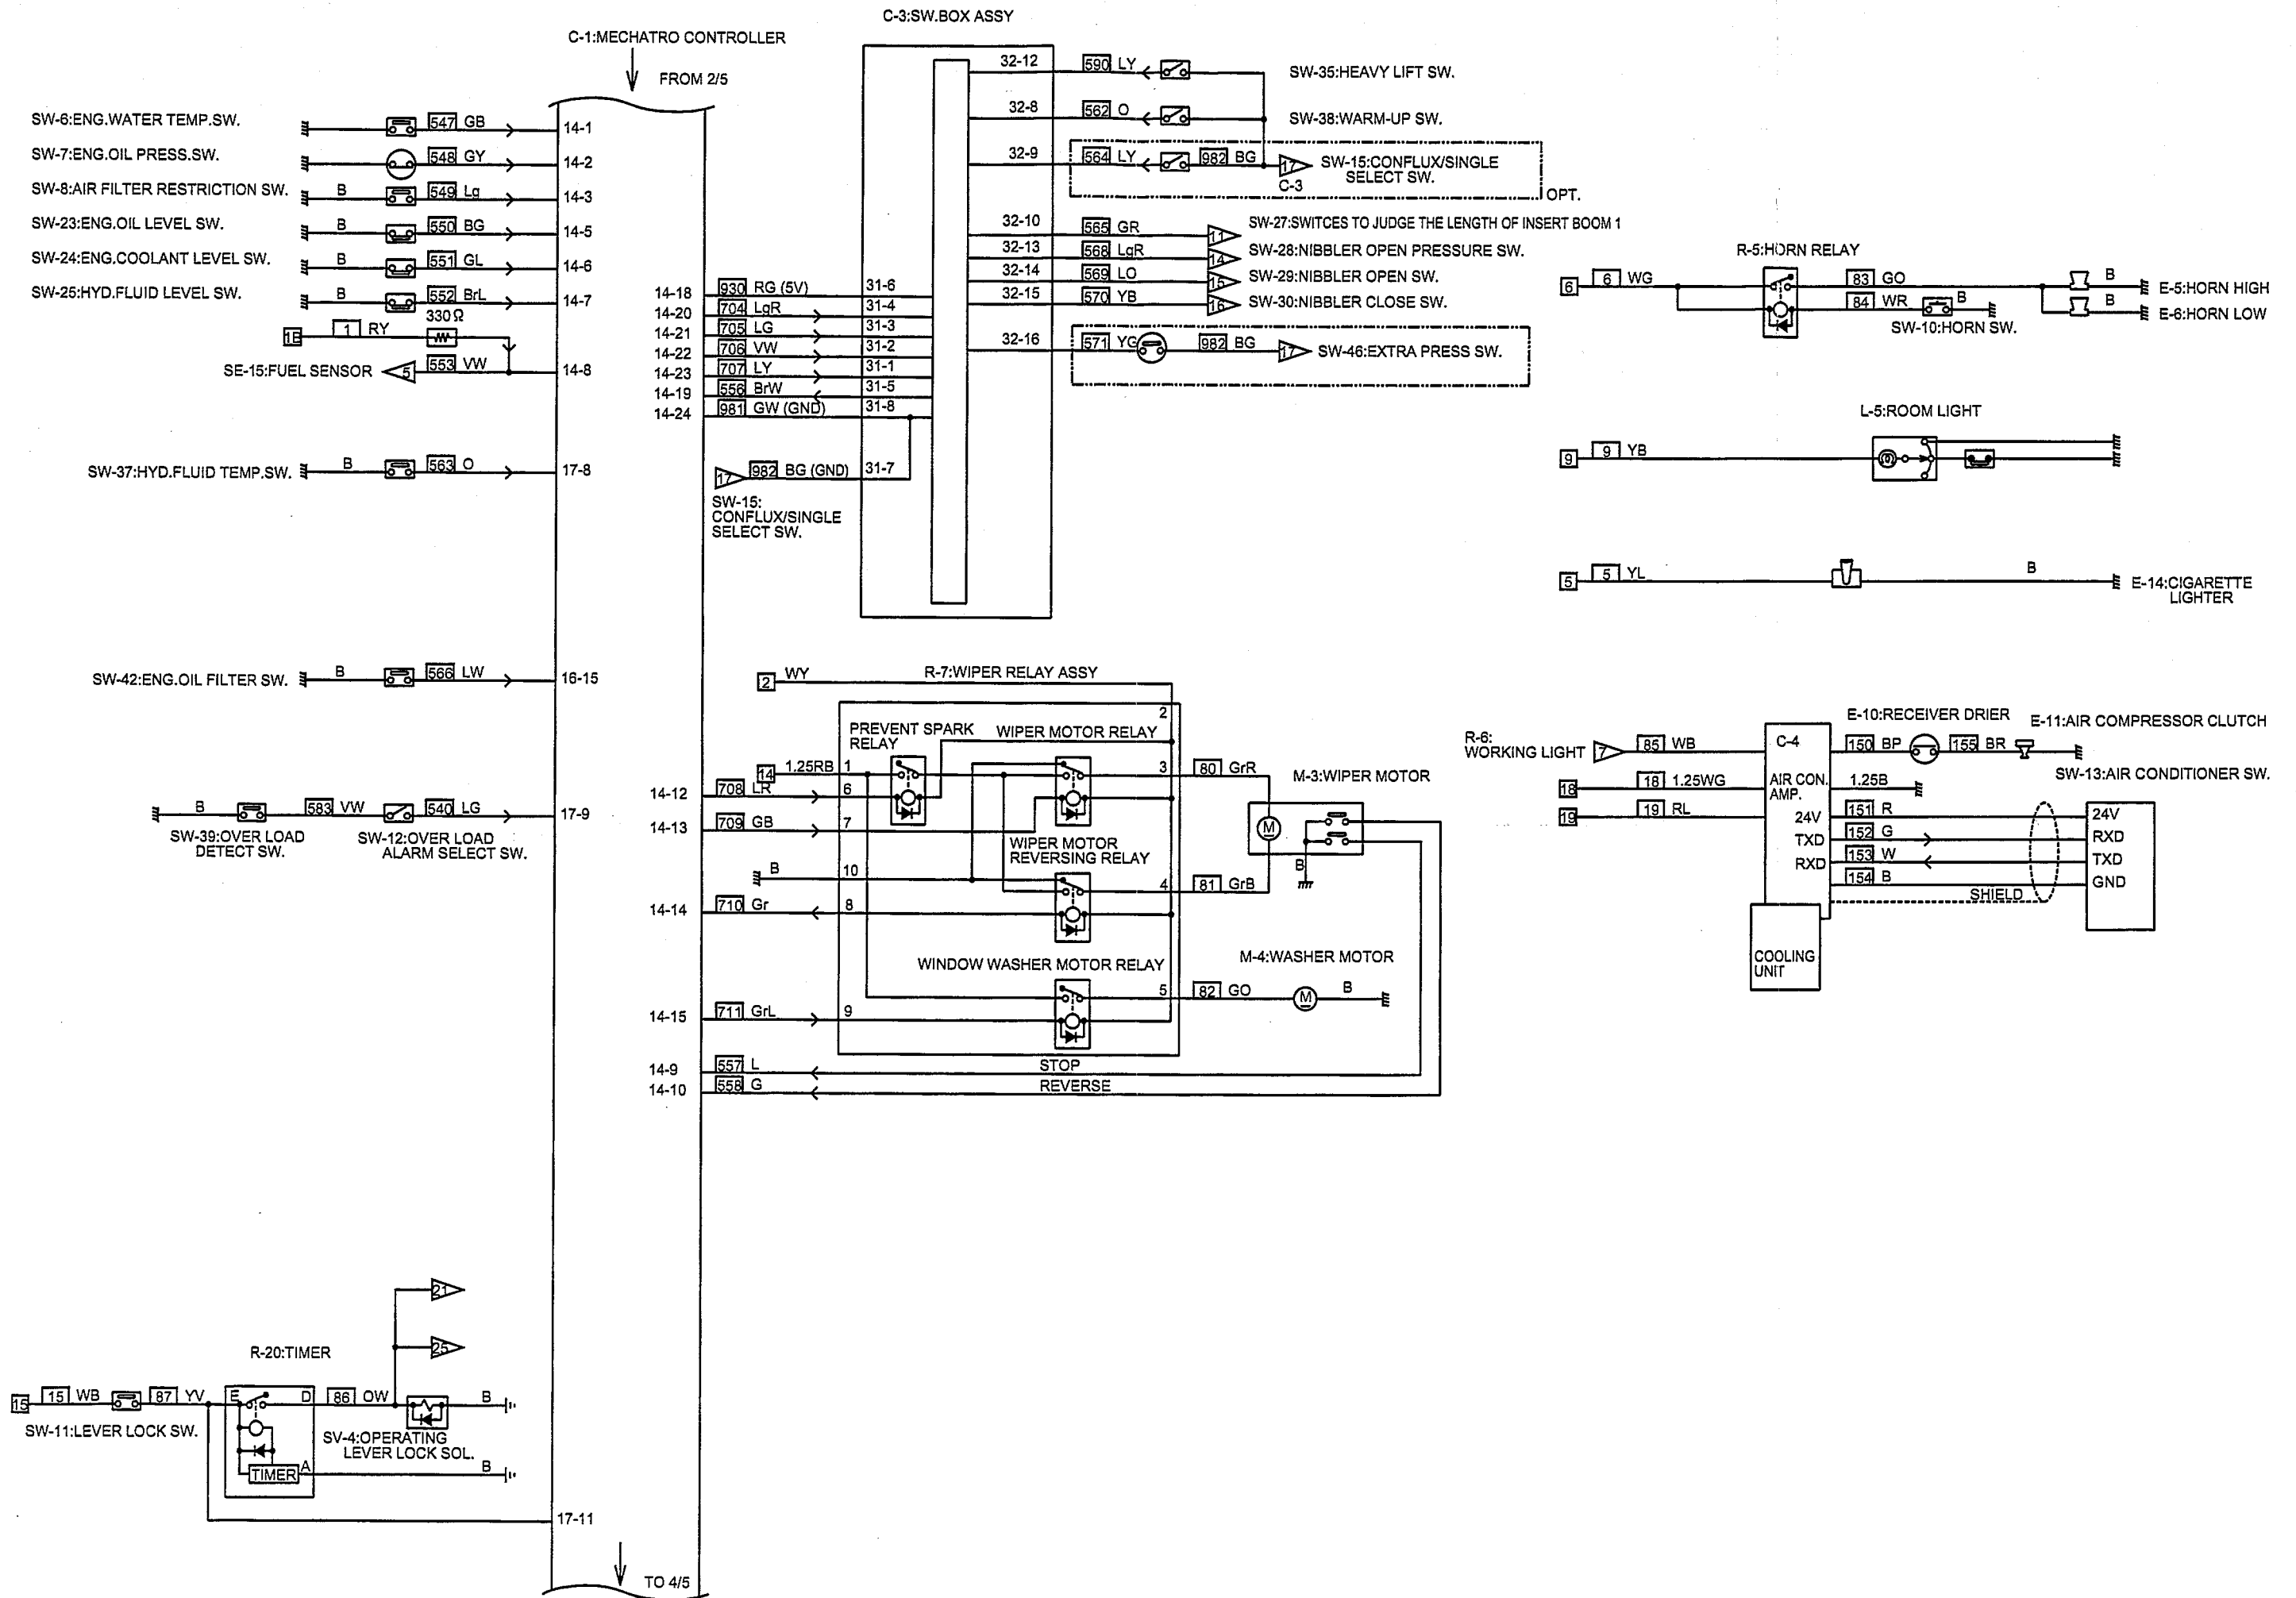 C-3:SW.BOX ASSY
C-1:MECHATRO CONTROLLER
FROM 2/5
SW-6:ENG.WATER TEMP.SW.
547 GB
14-1
SW-7:ENG.OIL PRESS.SW.
548 GY
14-2
SW-8:AIR FILTER RESTRICTION SW.
B
549 Lg
14-3
SW-23:ENG.OIL LEVEL SW.
B
550 BG
14-5
SW-24:ENG.COOLANT LEVEL SW.
B
551 GL
14-6
SW-25:HYD.FLUID LEVEL SW.
B
552 BrL
14-7
330Ω
1 RY
SE-15:FUEL SENSOR
5
553 VW
14-8
SW-37:HYD.FLUID TEMP.SW.
B
563 O
17-8
SW-42:ENG.OIL FILTER SW.
B
566 LW
16-15
B
583 VW
540 LG
17-9
SW-39:OVER LOAD
DETECT SW.
SW-12:OVER LOAD
ALARM SELECT SW.
21
25
R-20:TIMER
15
15 WB
87 YV
E
D
86 OW
B
SW-11:LEVER LOCK SW.
SV-4:OPERATING
LEVER LOCK SOL.
TIMER
A
B
17-11
TO 4/5
14-18
930 RG (5V)
31-6
14-20
704 LgR
31-4
14-21
705 LG
31-3
14-22
706 VW
31-2
14-23
707 LY
31-1
14-19
556 BrW
31-5
14-24
981 GW (GND)
31-8
17
982 BG (GND)
31-7
SW-15:
CONFLUX/SINGLE
SELECT SW.
32-12
590 LY
SW-35:HEAVY LIFT SW.
32-8
562 O
SW-38:WARM-UP SW.
32-9
564 LY
982 BG
17
C-3
SW-15:CONFLUX/SINGLE
SELECT SW.
OPT.
32-10
565 GR
11
SW-27:SWITCES TO JUDGE THE LENGTH OF INSERT BOOM 1
32-13
568 LgR
14
SW-28:NIBBLER OPEN PRESSURE SW.
32-14
569 LO
15
SW-29:NIBBLER OPEN SW.
32-15
570 YB
16
SW-30:NIBBLER CLOSE SW.
32-16
571 YG
982 BG
17
SW-46:EXTRA PRESS SW.
2
WY
R-7:WIPER RELAY ASSY
2
PREVENT SPARK
RELAY
WIPER MOTOR RELAY
14
1.25RB
1
3
80 GrR
M-3:WIPER MOTOR
14-12
708 LR
6
14-13
709 GB
7
M
WIPER MOTOR
REVERSING RELAY
B
B
10
4
81 GrB
14-14
710 Gr
8
WINDOW WASHER MOTOR RELAY
M-4:WASHER MOTOR
5
82 GO
M
B
14-15
711 GrL
9
14-9
557 L
STOP
14-10
558 G
REVERSE
R-5:HORN RELAY
6
6 WG
83 GO
B
E-5:HORN HIGH
84 WR
B
SW-10:HORN SW.
B
E-6:HORN LOW
L-5:ROOM LIGHT
9
9 YB
5
5 YL
B
E-14:CIGARETTE
LIGHTER
R-6:
WORKING LIGHT
7
85 WB
C-4
E-10:RECEIVER DRIER
E-11:AIR COMPRESSOR CLUTCH
150 BP
155 BR
18
18 1.25WG
AIR CON.
AMP.
1.25B
SW-13:AIR CONDITIONER SW.
19
19 RL
24V
151 R
24V
TXD
152 G
RXD
RXD
153 W
TXD
154 B
GND
SHIELD
COOLING
UNIT